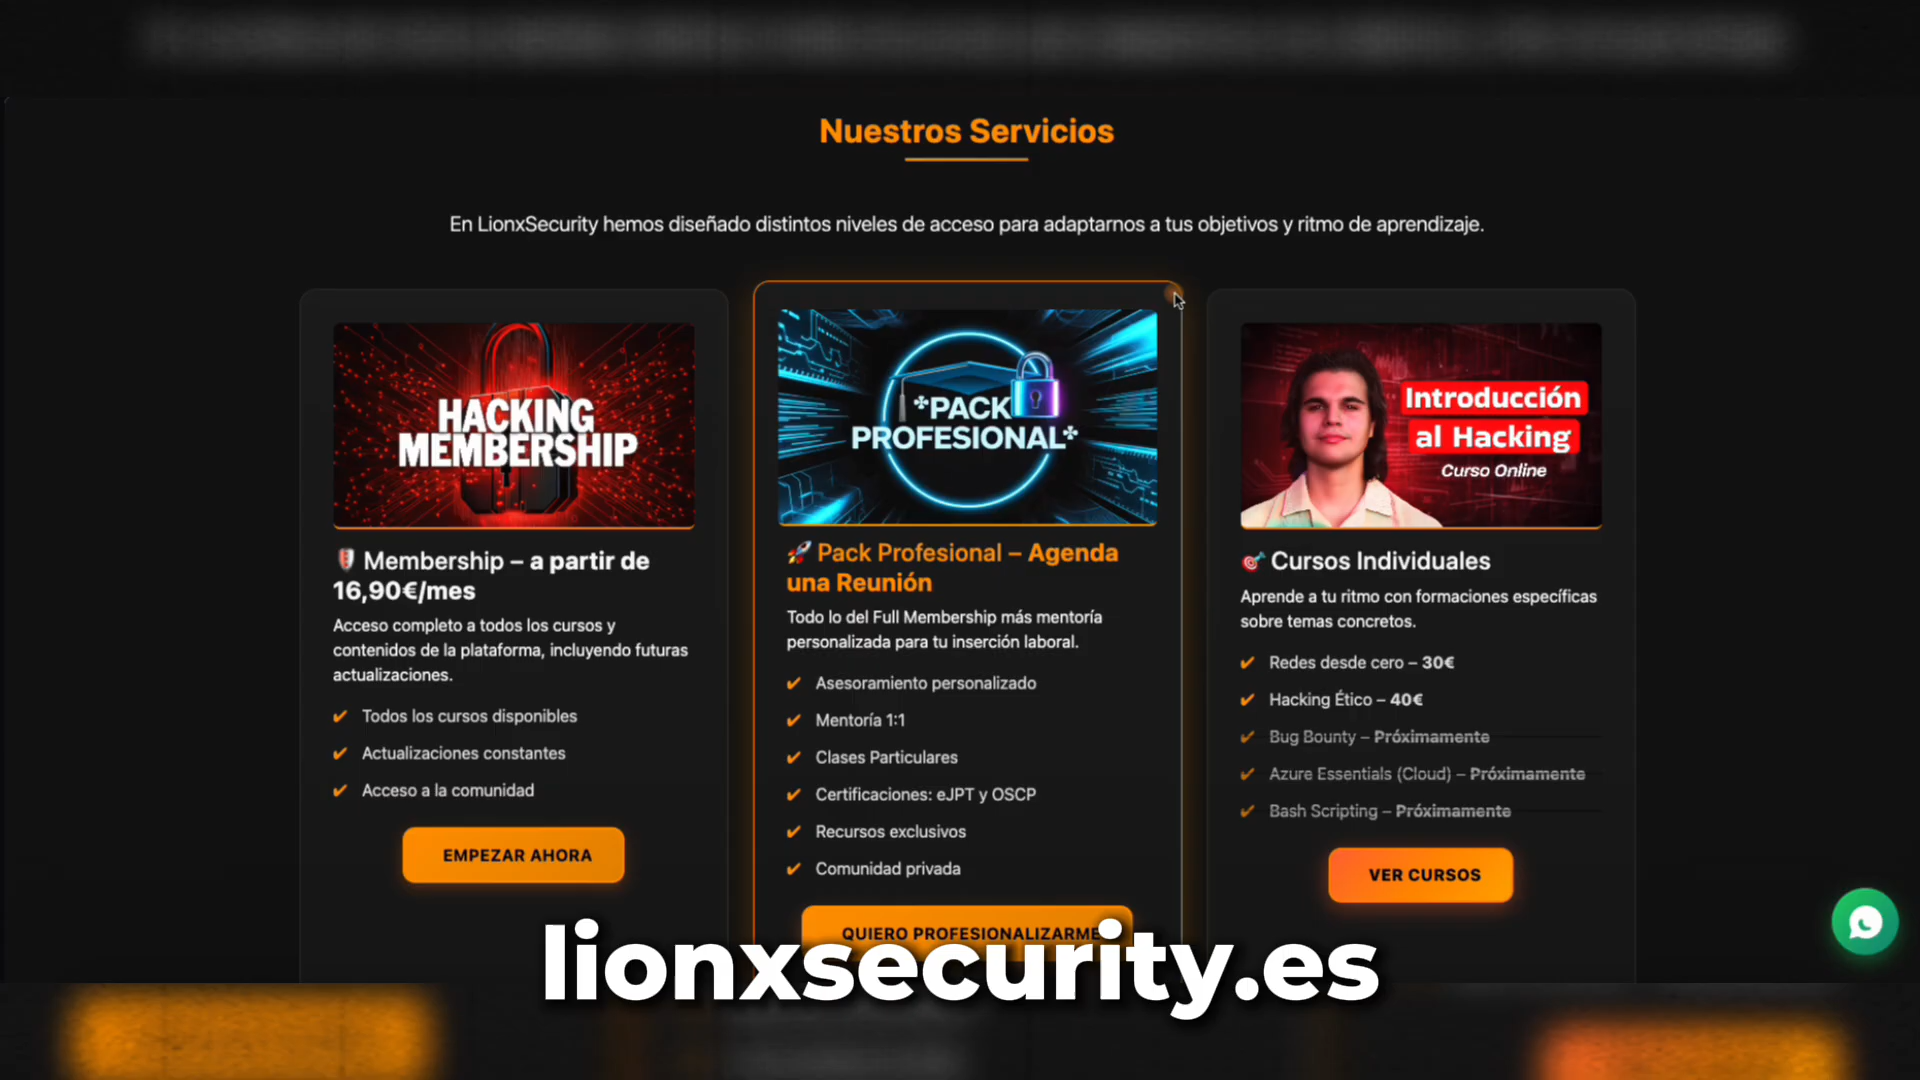 Nuestros Servicios
En LionxSecurity hemos diseñado distintos niveles de acceso para adaptarnos a tus objetivos y ritmo de aprendizaje.
HACKING
MEMBERSHIP
🛡️ Membership – a partir de
16,90€/mes
Acceso completo a todos los cursos y
contenidos de la plataforma, incluyendo futuras
actualizaciones.
✔ Todos los cursos disponibles
✔ Actualizaciones constantes
✔ Acceso a la comunidad
EMPEZAR AHORA
*PACK
PROFESIONAL*
🚀 Pack Profesional – Agenda
una Reunión
Todo lo del Full Membership más mentoría
personalizada para tu inserción laboral.
✔ Asesoramiento personalizado
✔ Mentoría 1:1
✔ Clases Particulares
✔ Certificaciones: eJPT y OSCP
✔ Recursos exclusivos
✔ Comunidad privada
QUIERO PROFESIONALIZARME
Introducción
al Hacking
Curso Online
🎯 Cursos Individuales
Aprende a tu ritmo con formaciones específicas
sobre temas concretos.
✔ Redes desde cero – 30€
✔ Hacking Ético – 40€
✔ Bug Bounty – Próximamente
✔ Azure Essentials (Cloud) – Próximamente
✔ Bash Scripting – Próximamente
VER CURSOS
lionxsecurity.es